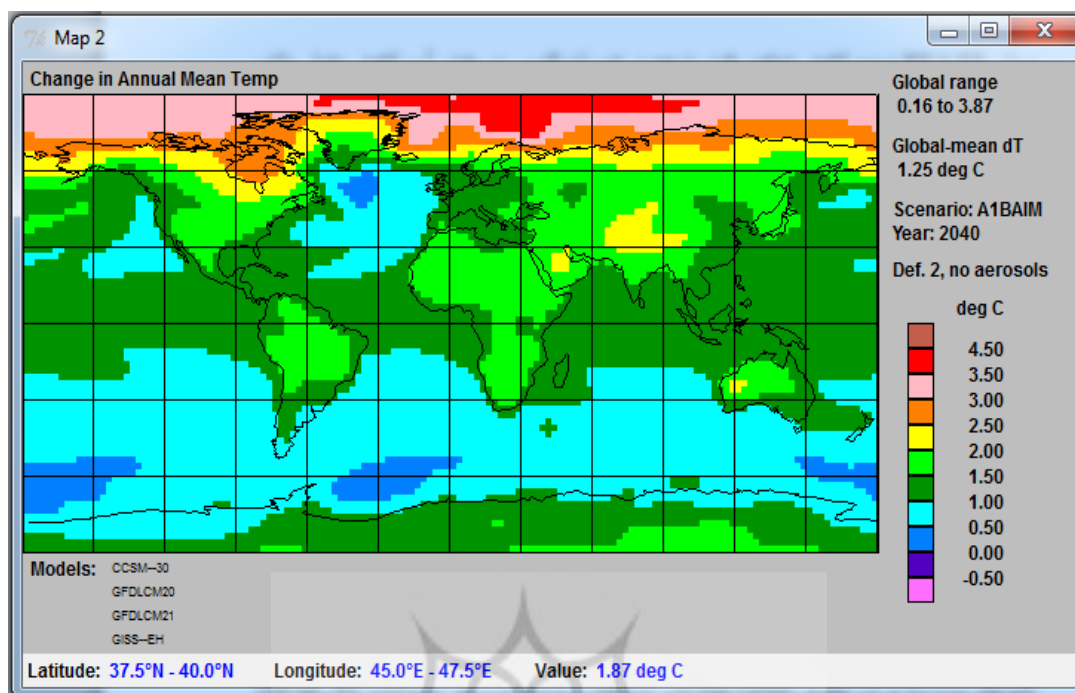 Map 2
Change in Annual Mean Temp
Global range
0.16 to 3.87
Global-mean dT
1.25 deg C
Scenario: A1BAIM
Year: 2040
Def. 2, no aerosols
deg C
4.50
3.50
3.00
2.50
2.00
1.50
1.00
0.50
0.00
-0.50
Models: CCSM--30
GFDLCM20
GFDLCM21
GISS--EH
Latitude: 37.5°N - 40.0°N Longitude: 45.0°E - 47.5°E Value: 1.87 deg C